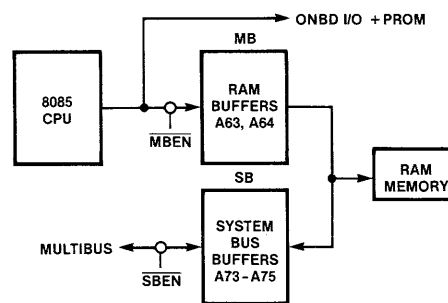 ONBD I/O + PROM
MB
8085
CPU
RAM
BUFFERS
A63, A64
MBEN
RAM
MEMORY
SB
SYSTEM
BUS
BUFFERS
A73-A75
MULTIBUS
SBEN